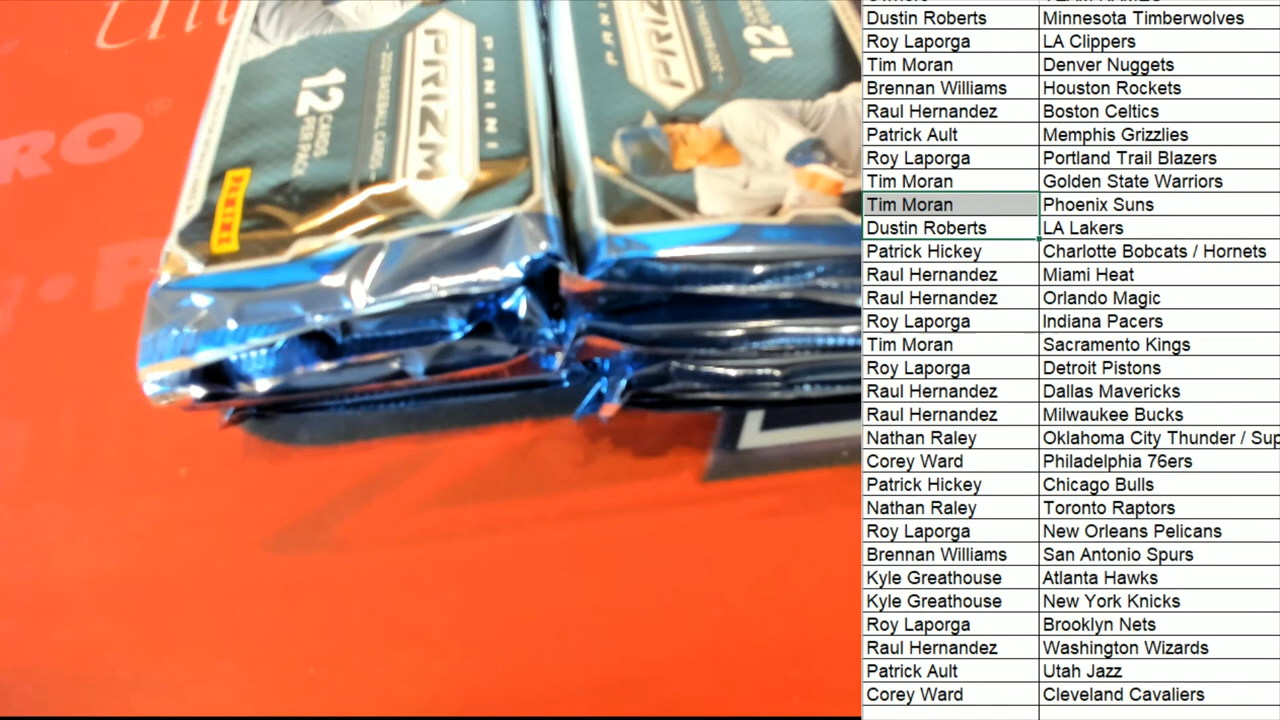 RO®
PANINI
PRIZM
-2021 BASEBALL CARDS-
12 CARDS PER PACK
PANINI
PRIZM
12
Dustin Roberts Minnesota Timberwolves
Roy Laporga LA Clippers
Tim Moran Denver Nuggets
Brennan Williams Houston Rockets
Raul Hernandez Boston Celtics
Patrick Ault Memphis Grizzlies
Roy Laporga Portland Trail Blazers
Tim Moran Golden State Warriors
Tim Moran Phoenix Suns
Dustin Roberts LA Lakers
Patrick Hickey Charlotte Bobcats / Hornets
Raul Hernandez Miami Heat
Raul Hernandez Orlando Magic
Roy Laporga Indiana Pacers
Tim Moran Sacramento Kings
Roy Laporga Detroit Pistons
Raul Hernandez Dallas Mavericks
Raul Hernandez Milwaukee Bucks
Nathan Raley Oklahoma City Thunder / Sup
Corey Ward Philadelphia 76ers
Patrick Hickey Chicago Bulls
Nathan Raley Toronto Raptors
Roy Laporga New Orleans Pelicans
Brennan Williams San Antonio Spurs
Kyle Greathouse Atlanta Hawks
Kyle Greathouse New York Knicks
Roy Laporga Brooklyn Nets
Raul Hernandez Washington Wizards
Patrick Ault Utah Jazz
Corey Ward Cleveland Cavaliers